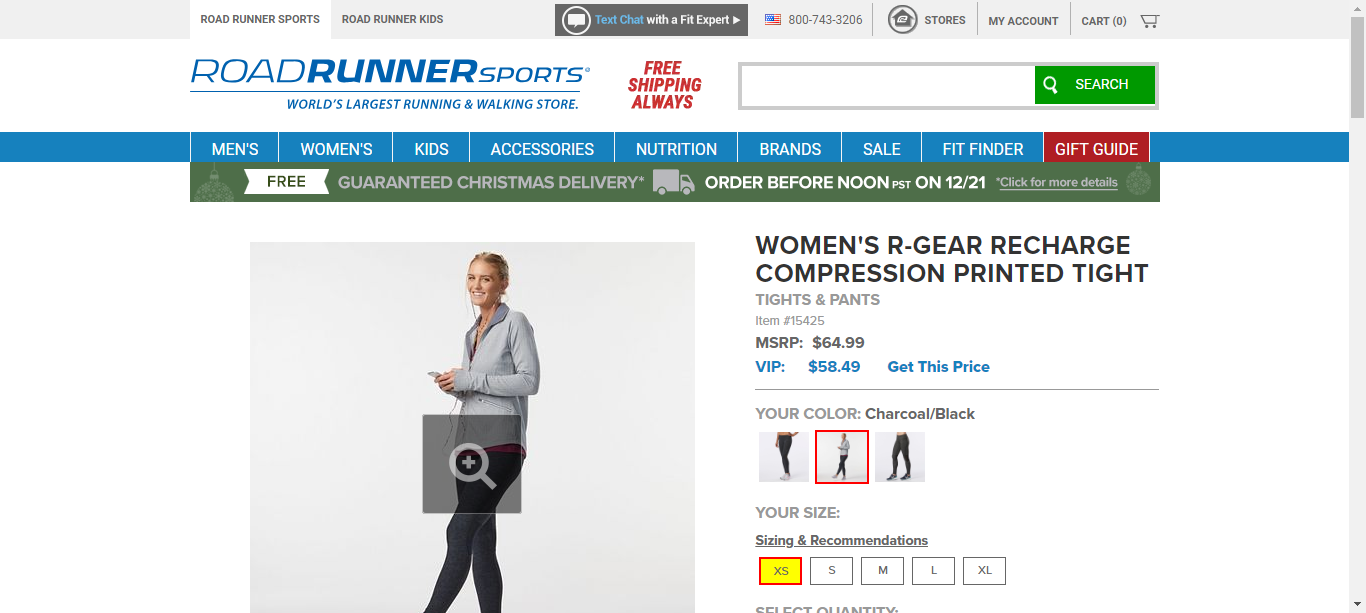 ROAD RUNNER SPORTS
ROAD RUNNER KIDS
Text Chat with a Fit Expert
800-743-3206
STORES
MY ACCOUNT
CART (0)
ROADRUNNERSPORTS®
WORLD'S LARGEST RUNNING & WALKING STORE.
FREE
SHIPPING
ALWAYS
SEARCH
MEN'S
WOMEN'S
KIDS
ACCESSORIES
NUTRITION
BRANDS
SALE
FIT FINDER
GIFT GUIDE
FREE GUARANTEED CHRISTMAS DELIVERY* ORDER BEFORE NOON PST ON 12/21 *Click for more details
WOMEN'S R-GEAR RECHARGE
COMPRESSION PRINTED TIGHT
TIGHTS & PANTS
Item #15425
MSRP: $64.99
VIP: $58.49 Get This Price
YOUR COLOR: Charcoal/Black
YOUR SIZE:
Sizing & Recommendations
XS
S
M
L
XL
SELECT QUANTITY: